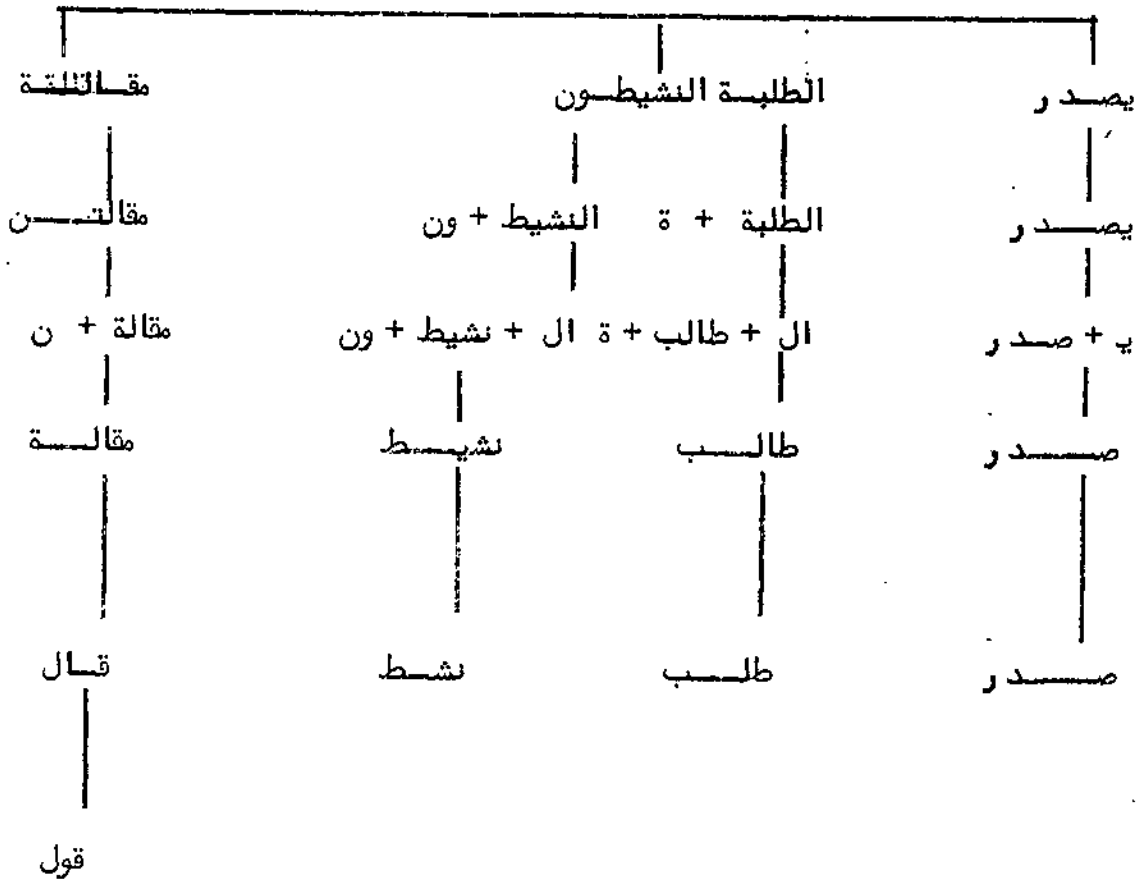 يصدر الطلبة النشيطون
يصدر الطلبة + ة النشيط + ون مقالتن
يـ + صدر ال + طالب + ة ال + نشيط + ون مقالة + ن
صدر طالب نشيط مقالة
صدر طلب نشط قال
قول